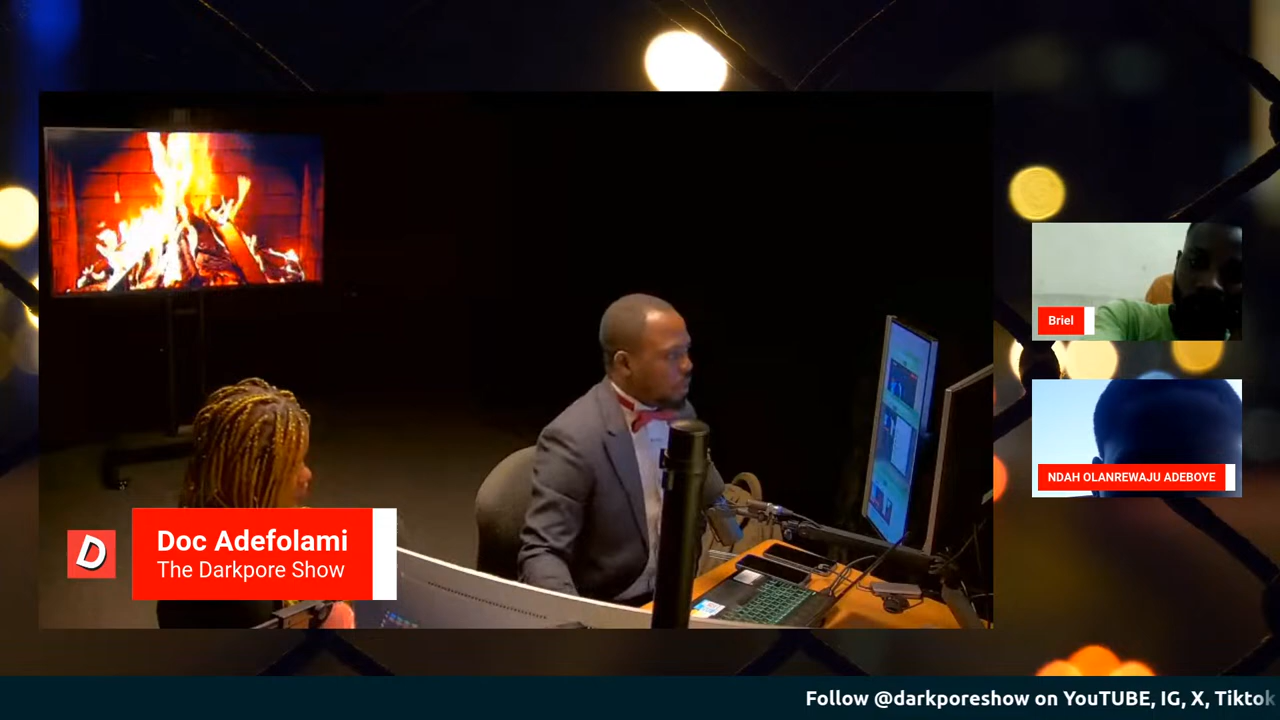 D
Doc Adefolami
The Darkpore Show
Briel
NDAH OLANREWAJU ADEBOYE
Follow @darkporeshow on YouTUBE, IG, X, Tiktok